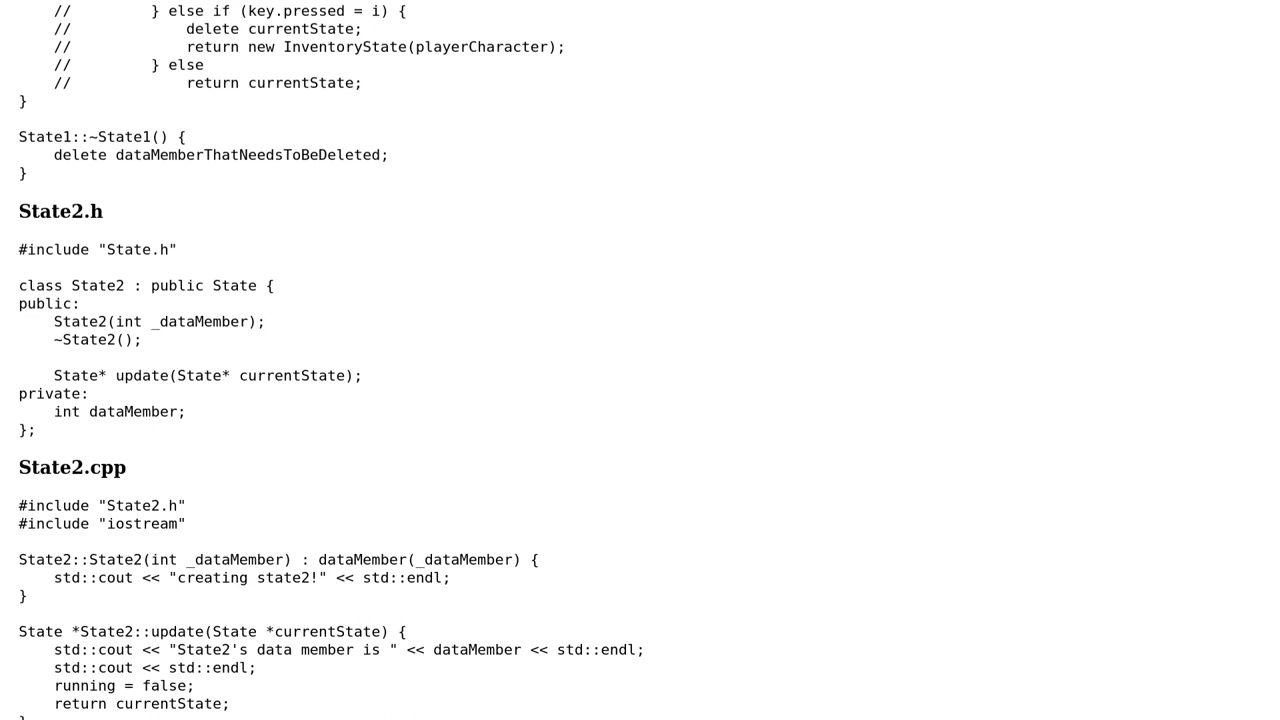 //         } else if (key.pressed = i) {
//             delete currentState;
//             return new InventoryState(playerCharacter);
//         } else
//             return currentState;
}
State1::~State1() {
    delete dataMemberThatNeedsToBeDeleted;
}
State2.h
#include "State.h"
class State2 : public State {
public:
    State2(int _dataMember);
    ~State2();
    State* update(State* currentState);
private:
    int dataMember;
};
State2.cpp
#include "State2.h"
#include "iostream"
State2::State2(int _dataMember) : dataMember(_dataMember) {
    std::cout << "creating state2!" << std::endl;
}
State *State2::update(State *currentState) {
    std::cout << "State2's data member is " << dataMember << std::endl;
    std::cout << std::endl;
    running = false;
    return currentState;
}